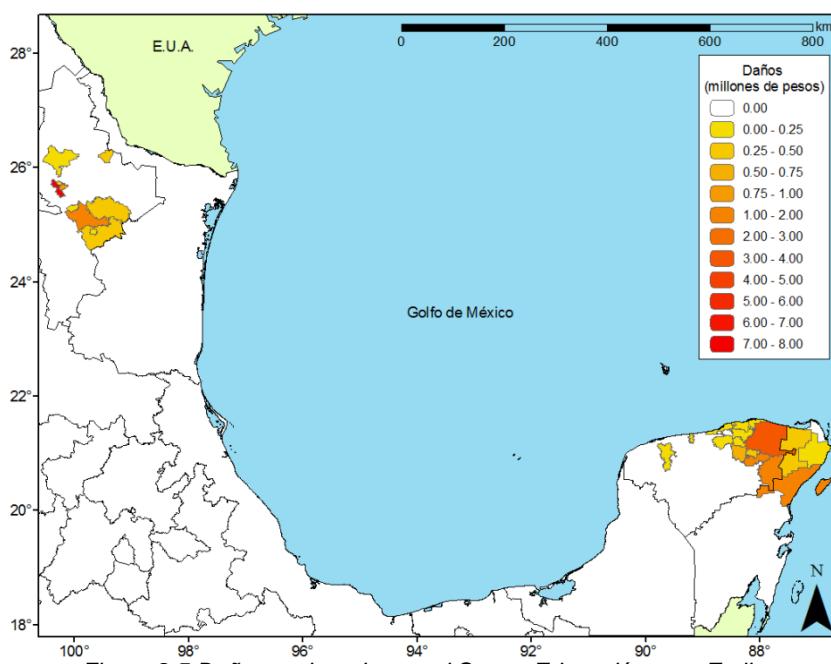 E.U.A.
0 200 400 600 800 km
28°
26°
24°
22°
20°
18°
Daños
(millones de pesos)
0.00
0.00 - 0.25
0.25 - 0.50
0.50 - 0.75
0.75 - 1.00
1.00 - 2.00
2.00 - 3.00
3.00 - 4.00
4.00 - 5.00
5.00 - 6.00
6.00 - 7.00
7.00 - 8.00
Golfo de México
N
100° 98° 96° 94° 92° 90° 88°
Daños el Educación